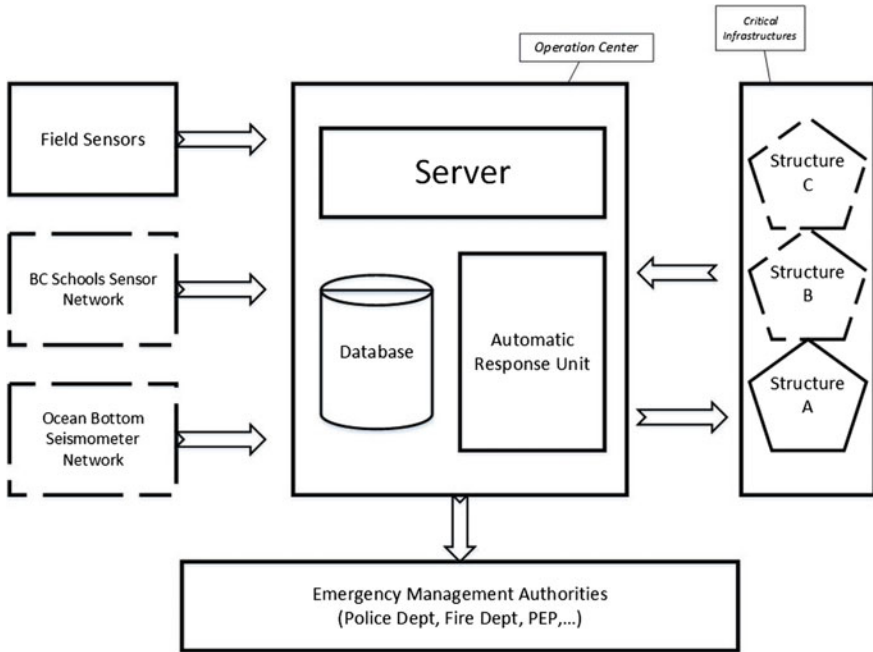 Operation Center
Critical
infrastructures
Field Sensors
BC Schools Sensor
Network
Ocean Bottom
Seismometer
Network
Server
Database
Automatic
Response Unit
Structure
C
Structure
B
Structure
A
Emergency Management Authorities
(Police Dept, Fire Dept, PEP,...)